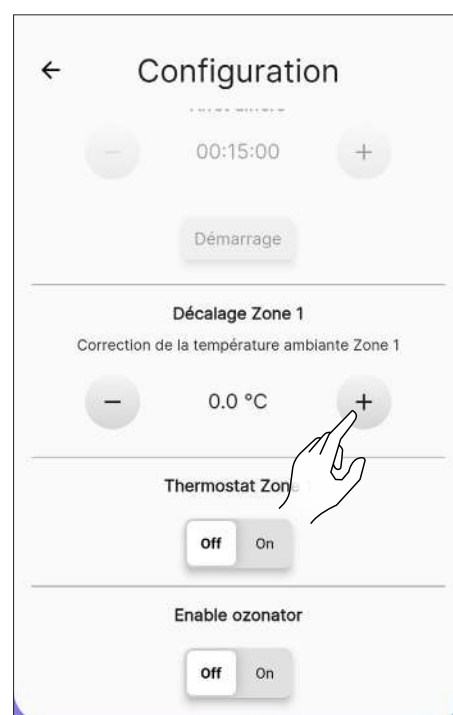 Configuration
00:15:00
Démarrage
Décalage Zone 1
Correction de la température ambiante Zone 1
0.0 °C
Thermostat Zone 1
Off On
Enable ozonator
Off On